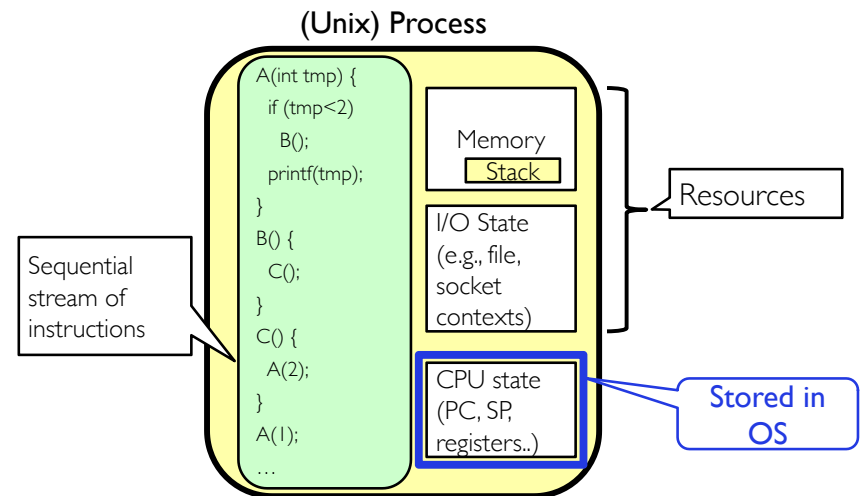 (Unix) Process
A(int tmp) {
if (tmp<2)
B();
printf(tmp);
}
B() {
C();
}
C() {
A(2);
}
A(1);
…
Memory
Stack
I/O State
(e.g., file,
socket
contexts)
CPU state
(PC, SP,
registers..)
Resources
Sequential
stream of
instructions
Stored in
OS